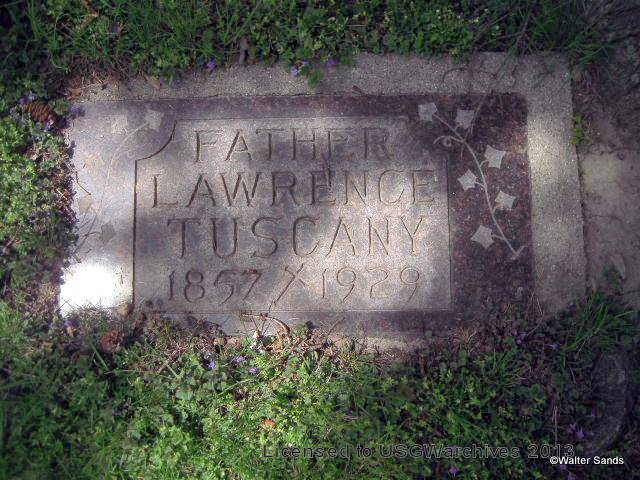 FATHER
LAWRENCE
TUSCANY
1857 1929
Licensed to USGWarchives 2013
©Walter Sands